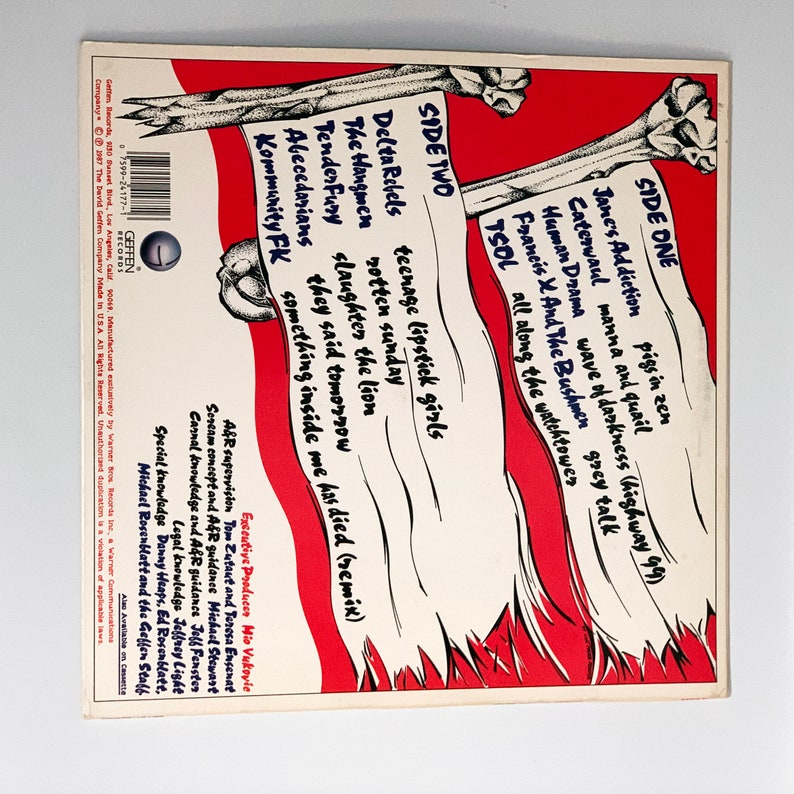 SIDE ONE
Jane's Addiction pigs in zen
Caterwaul manna and quail
Human Drama wave of darkness (highway 99)
Francis X. And The Bushmen grey talk
TSOL all along the watchtower
SIDE TWO
Delta Rebels teenage lipstick girls
The Hangmen rotten sunday
Tender Fury slaughter the lion
Abecedarians they said tomorrow
Kommunity FK something inside me has died (remix)
Executive Producer Mio Vukovic
A&R supervision Tom Zutaut and Teresa Ensenat
Scream concept and A&R guidance Michael Stewart
Carnal knowledge and A&R guidance Jeff Fenster
Legal knowledge Jeffrey Light
Special knowledge Danny Heaps, Ed Rosenblatt,
Michael Rosenblatt and the Geffen Staff
0 7599-24177-1
GEFFEN®
RECORDS
Also Available on Cassette
Geffen Records, 9130 Sunset Blvd., Los Angeles, Calif. 90069. Manufactured exclusively by Warner Bros. Records Inc., a Warner Communications
Company. © ℗ 1987 The David Geffen Company Made in U.S.A. All Rights Reserved. Unauthorized duplication is a violation of applicable laws.